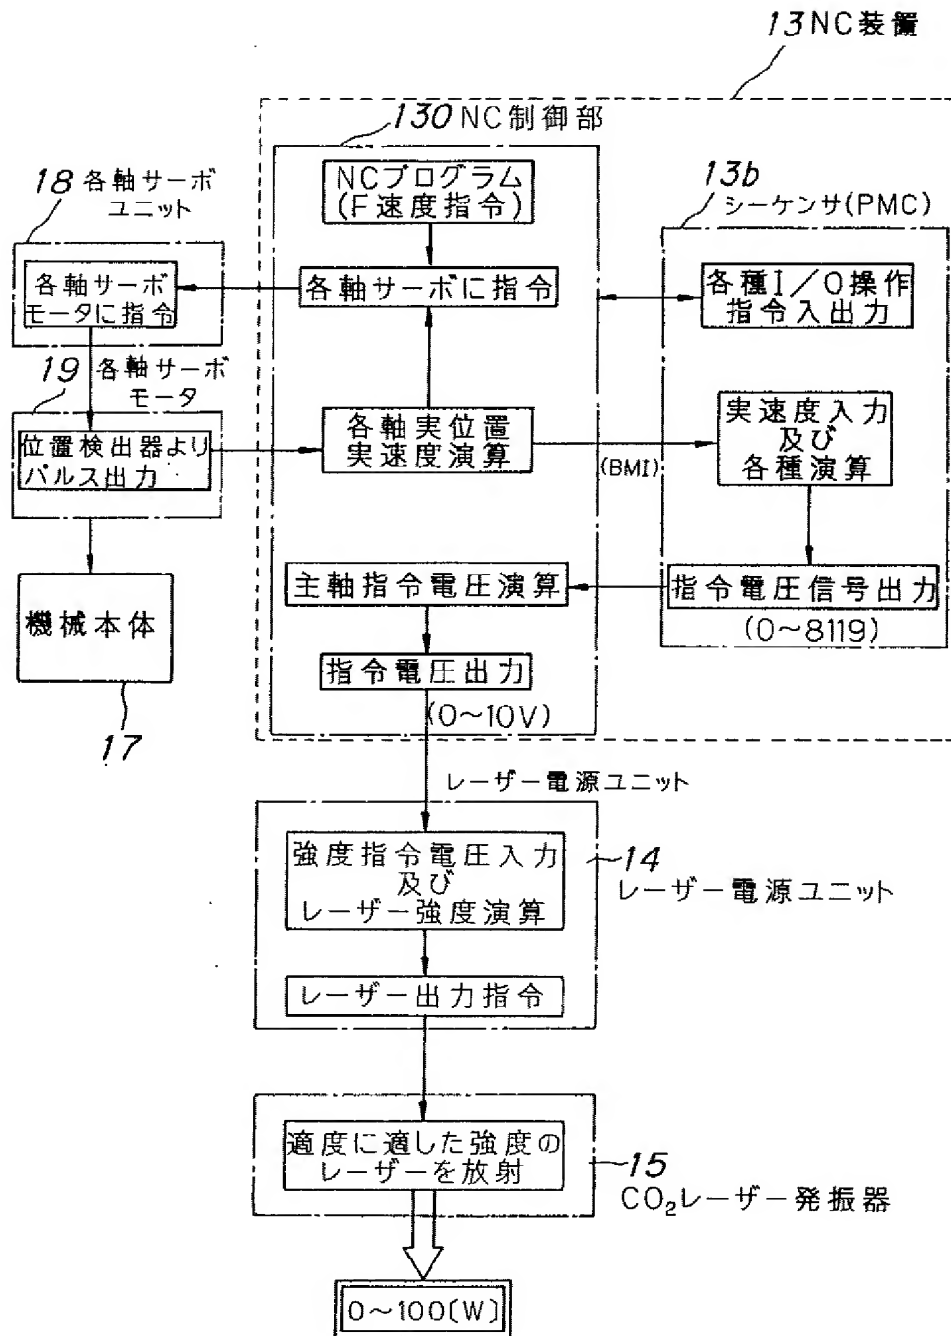 13 NC装置
130 NC制御部
NCプログラム
(F速度指令)
各軸サーボに指令
各軸実位置
実速度演算
主軸指令電圧演算
指令電圧出力
(0～10V)
18 各軸サーボ
ユニット
各軸サーボ
モータに指令
19 各軸サーボ
モータ
位置検出器より
パルス出力
機械本体
17
13b
シーケンサ(PMC)
各種I/O操作
指令入出力
実速度入力
及び
各種演算
(BMI)
指令電圧信号出力
(0～8119)
レーザー電源ユニット
強度指令電圧入力
及び
レーザー強度演算
レーザー出力指令
14
レーザー電源ユニット
適度に適した強度の
レーザーを放射
15
CO₂レーザー発振器
0～100[W]